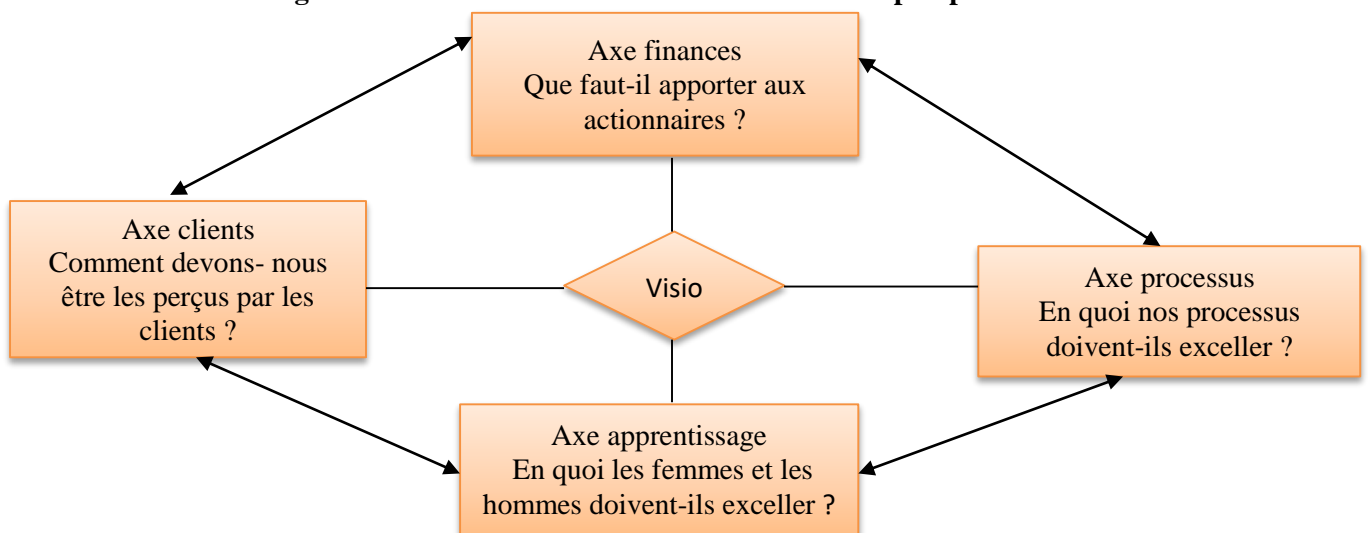 Axe finances
Que faut-il apporter aux
actionnaires ?
Axe clients
Comment devons- nous
être les perçus par les
clients ?
Visio
Axe processus
En quoi nos processus
doivent-ils exceller ?
Axe apprentissage
En quoi les femmes et les
hommes doivent-ils exceller ?